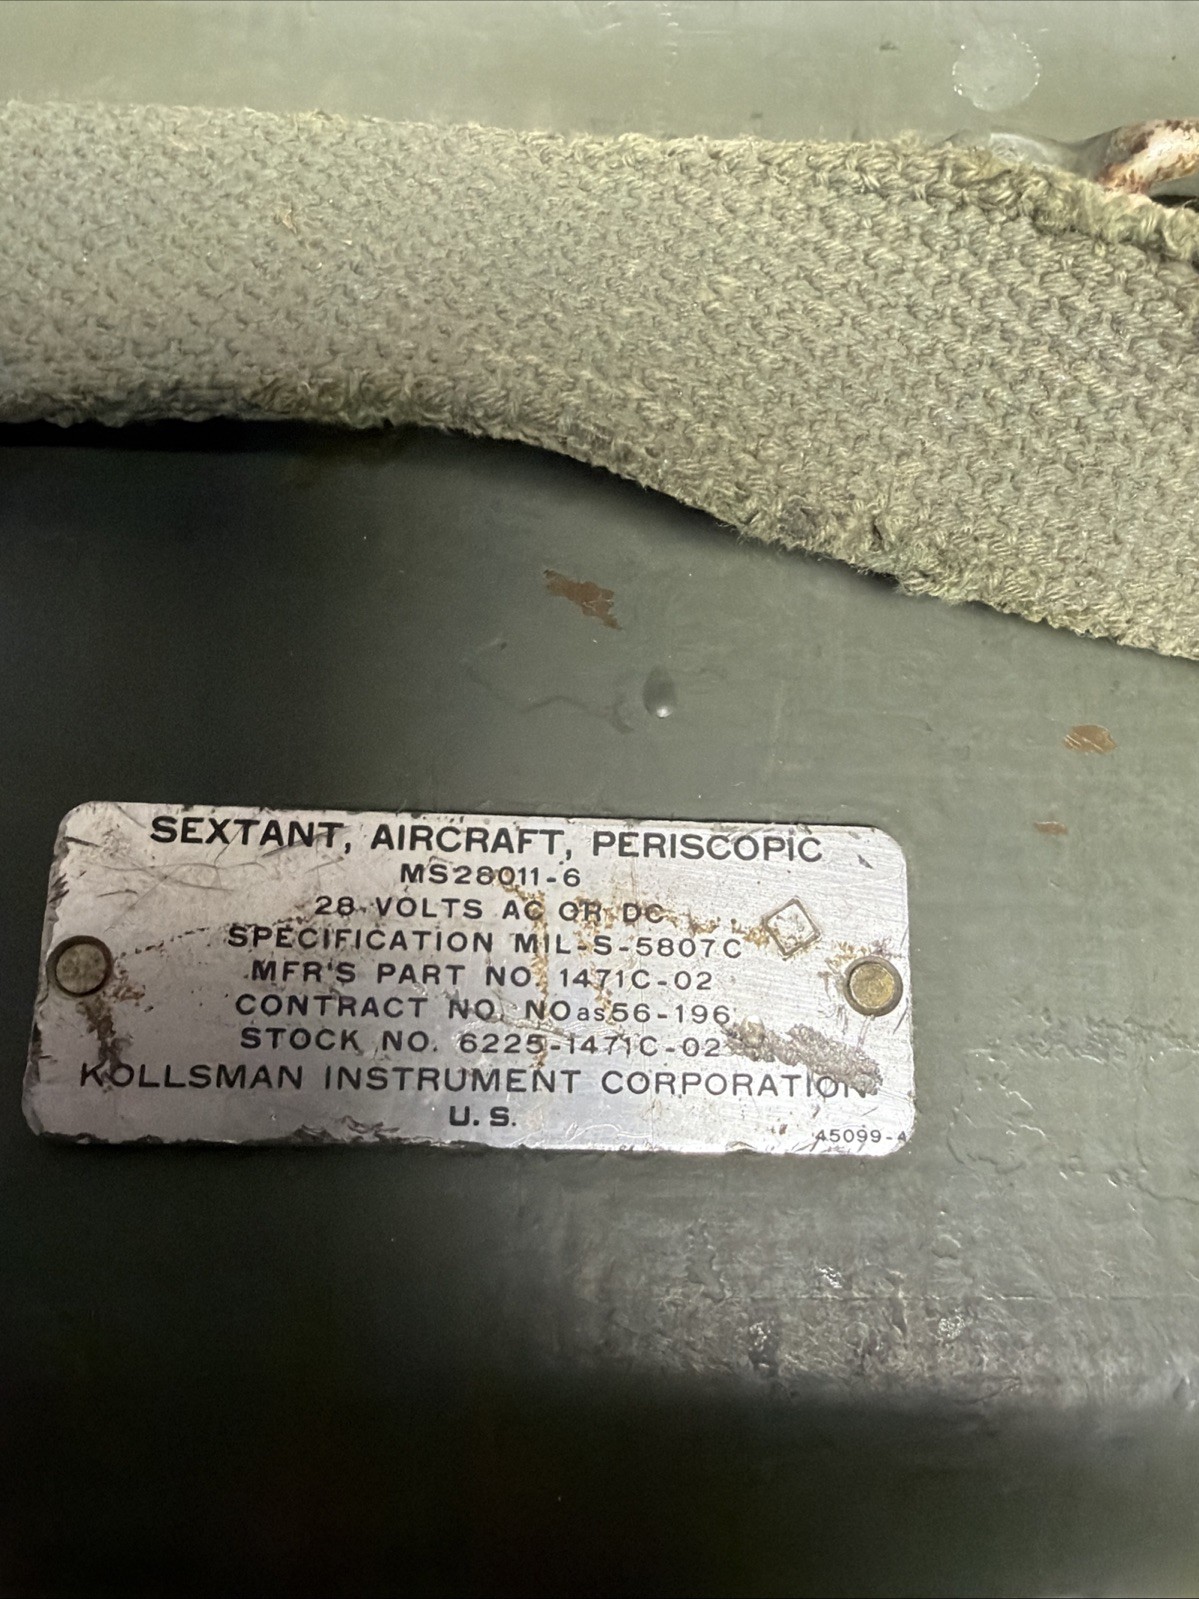 SEXTANT, AIRCRAFT, PERISCOPIC
MS28011-6
28 VOLTS AC OR DC
SPECIFICATION MIL-S-5807C
MFR'S PART NO. 1471C-02
CONTRACT NO. NOas56-196
STOCK NO. 6225-1471C-02
KOLLSMAN INSTRUMENT CORPORATION
U. S.
45099-A